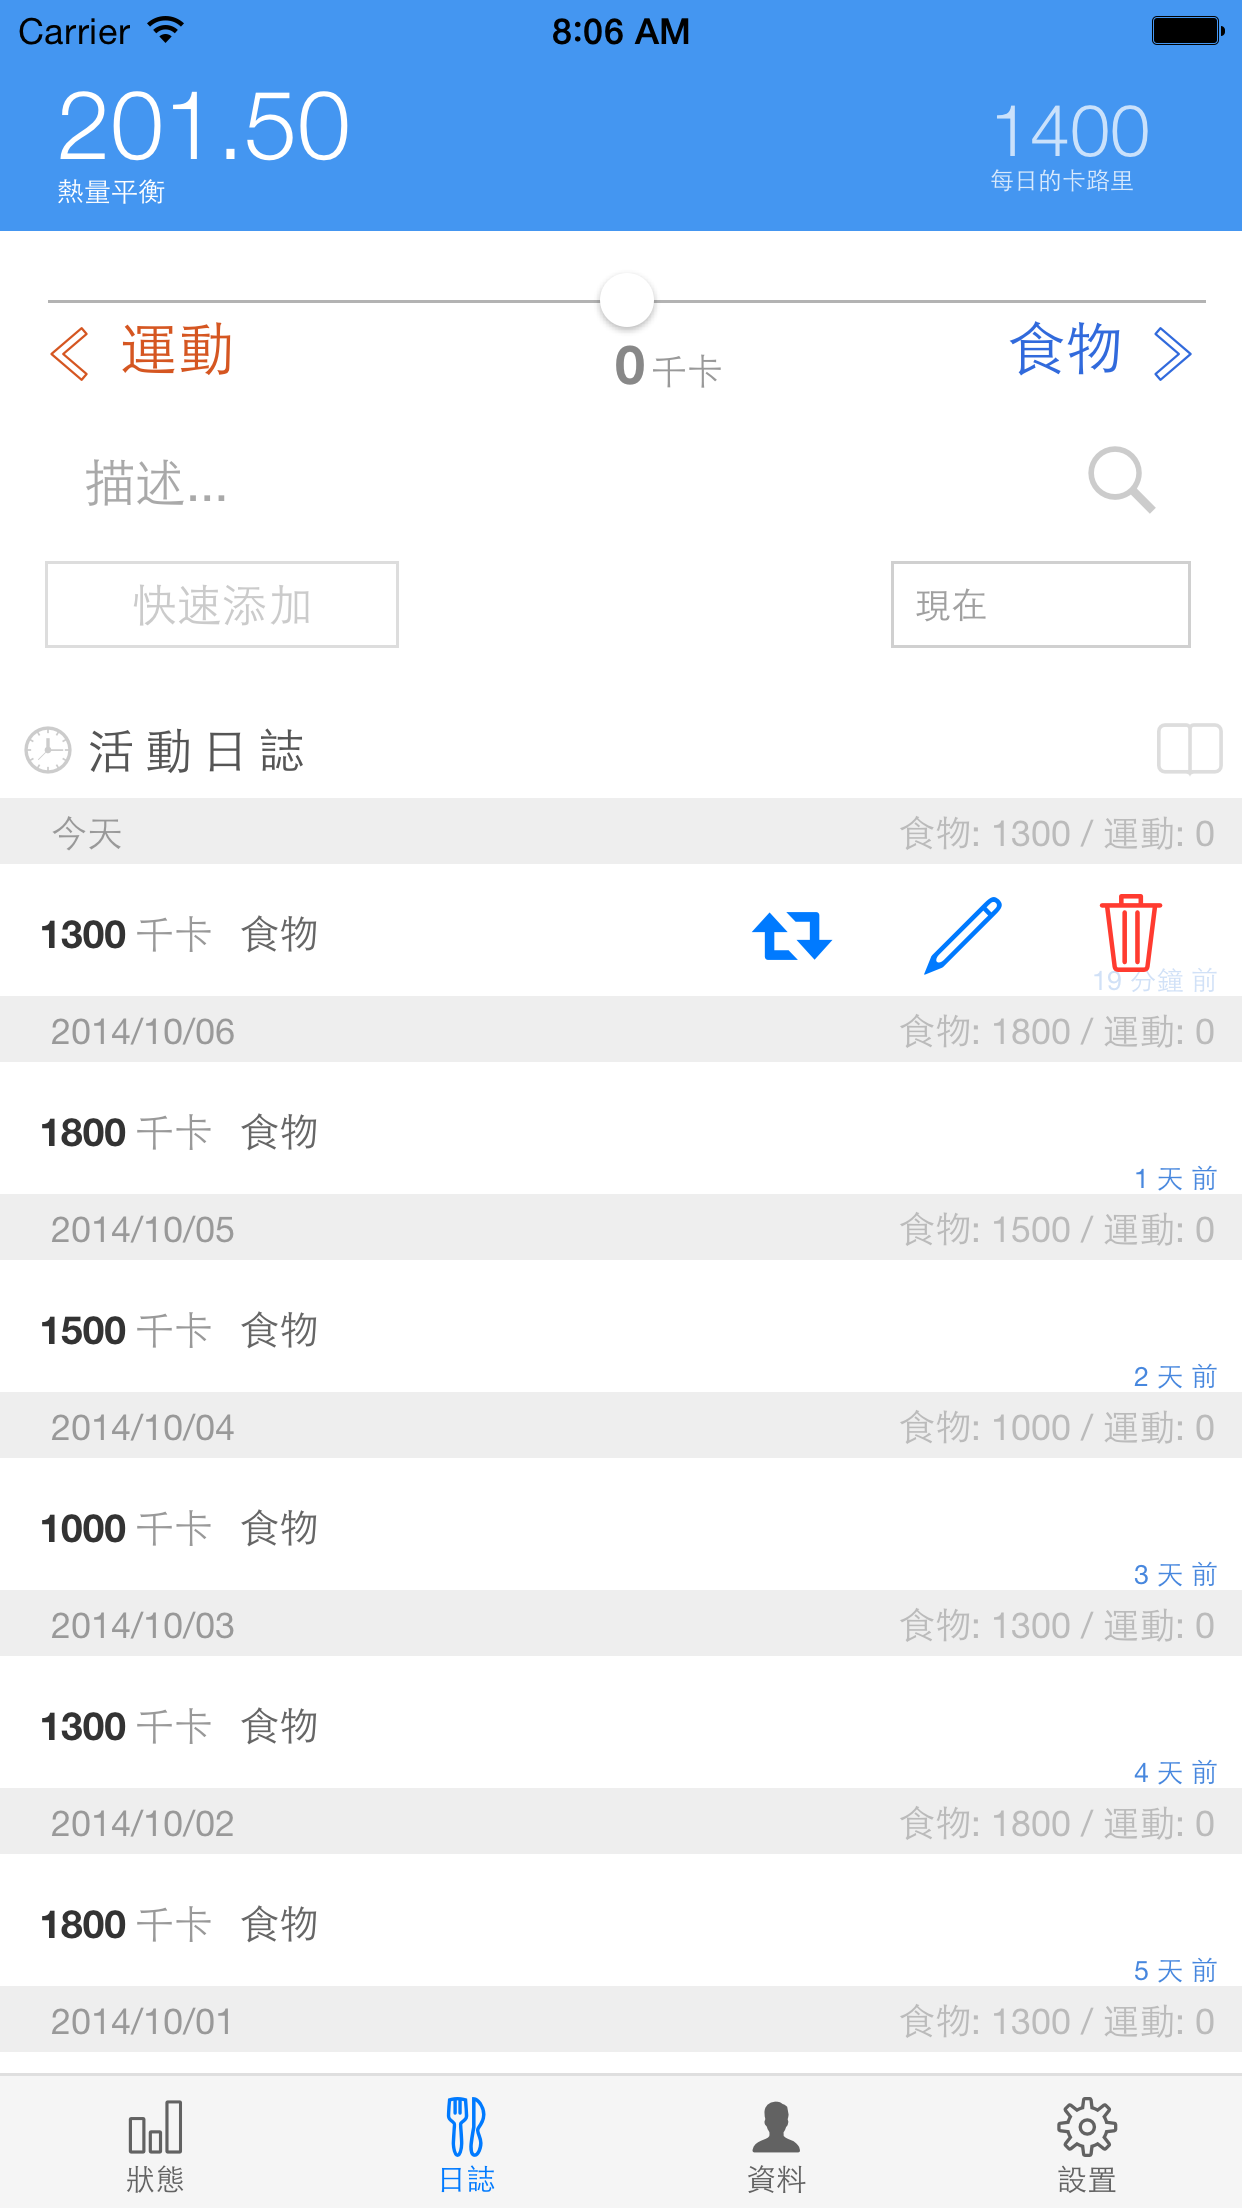 Carrier 8:06 AM
201.50 1400
熱量平衡 每日的卡路里
運動 0 千卡 食物
描述...
快速添加 現在
活動日誌
今天 食物: 1300 / 運動: 0
1300 千卡 食物
19 分鐘 前
2014/10/06 食物: 1800 / 運動: 0
1800 千卡 食物
1 天 前
2014/10/05 食物: 1500 / 運動: 0
1500 千卡 食物
2 天 前
2014/10/04 食物: 1000 / 運動: 0
1000 千卡 食物
3 天 前
2014/10/03 食物: 1300 / 運動: 0
1300 千卡 食物
4 天 前
2014/10/02 食物: 1800 / 運動: 0
1800 千卡 食物
5 天 前
2014/10/01 食物: 1300 / 運動: 0
狀態 日誌 資料 設置